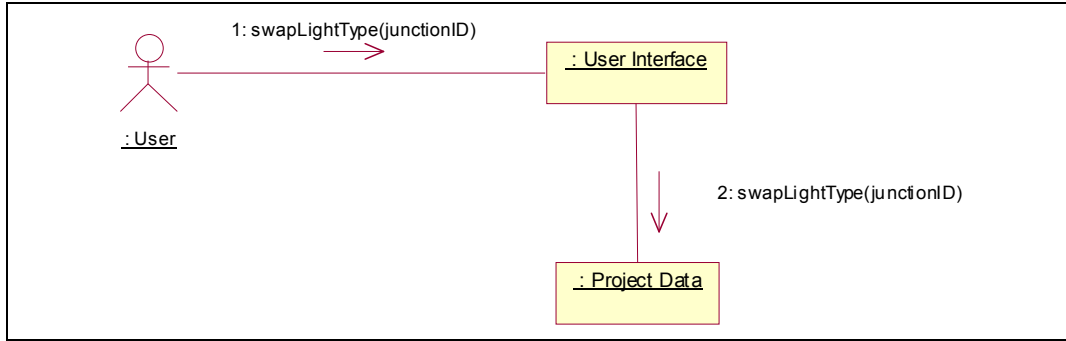 1: swapLightType(junctionID)
: User Interface
: User
2: swapLightType(junctionID)
: Project Data